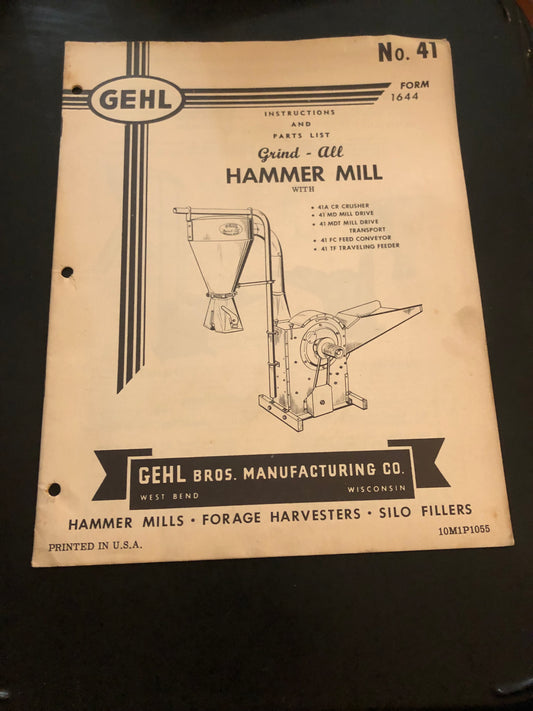 No. 41
GEHL
FORM
1644
INSTRUCTIONS
AND
PARTS LIST
Grind - All
HAMMER MILL
WITH
• 41A CR CRUSHER
• 41 MD MILL DRIVE
• 41 MDT MILL DRIVE
TRANSPORT
• 41 FC FEED CONVEYOR
• 41 TF TRAVELING FEEDER
GEHL BROS. MANUFACTURING CO.
WEST BEND WISCONSIN
HAMMER MILLS • FORAGE HARVESTERS • SILO FILLERS
PRINTED IN U.S.A. 10M1P1055